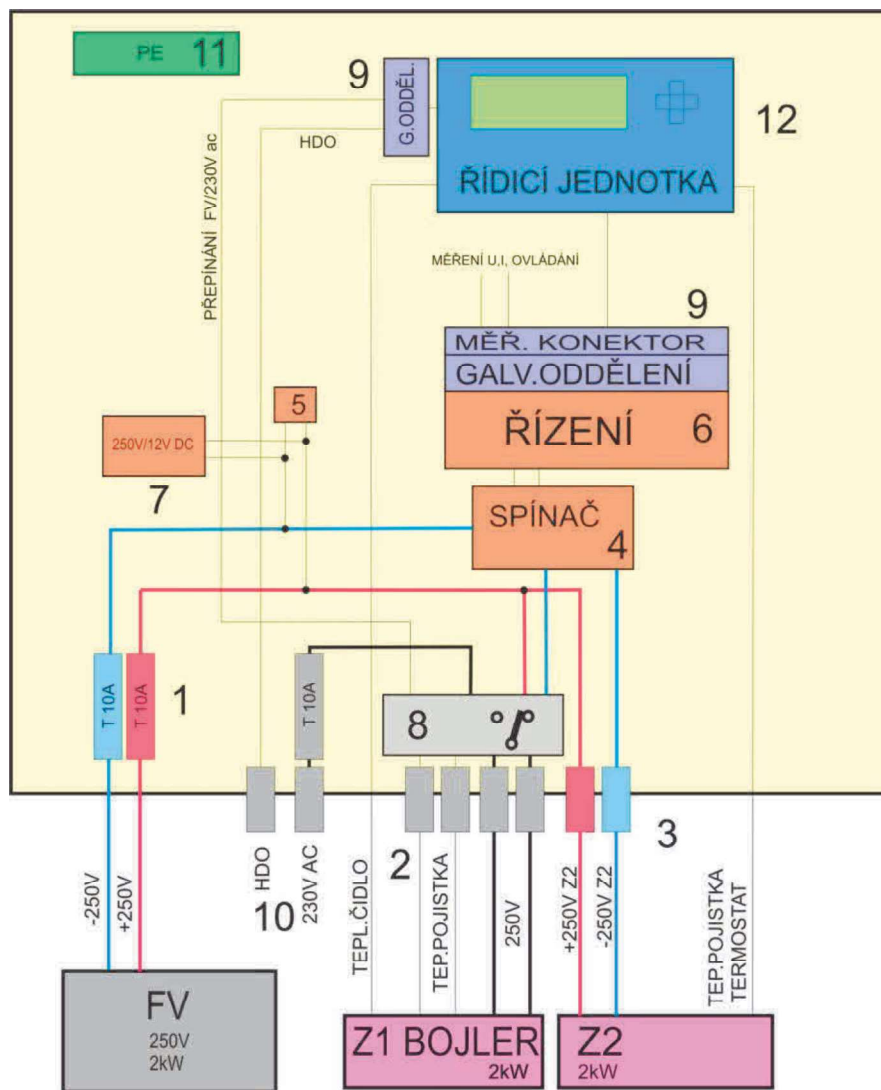 PE 11
9
G.ODDĚL.
12
HDO
ŘÍDICÍ JEDNOTKA
PŘEPÍNÁNÍ FV/230V ac
MĚŘENÍ U,I, OVLÁDÁNÍ
9
MĚŘ. KONEKTOR
GALV.ODDĚLENÍ
ŘÍZENÍ 6
5
250V/12V DC
7
SPÍNAČ
4
T 10A
T 10A
1
T 10A
8
2
3
-250V
+250V
HDO
10
230V AC
TEPL.ČIDLO
TEP.POJISTKA
250V
+250V Z2
-250V Z2
TEP.POJISTKA
TERMOSTAT
FV
250V
2kW
Z1 BOJLER
2kW
Z2
2kW